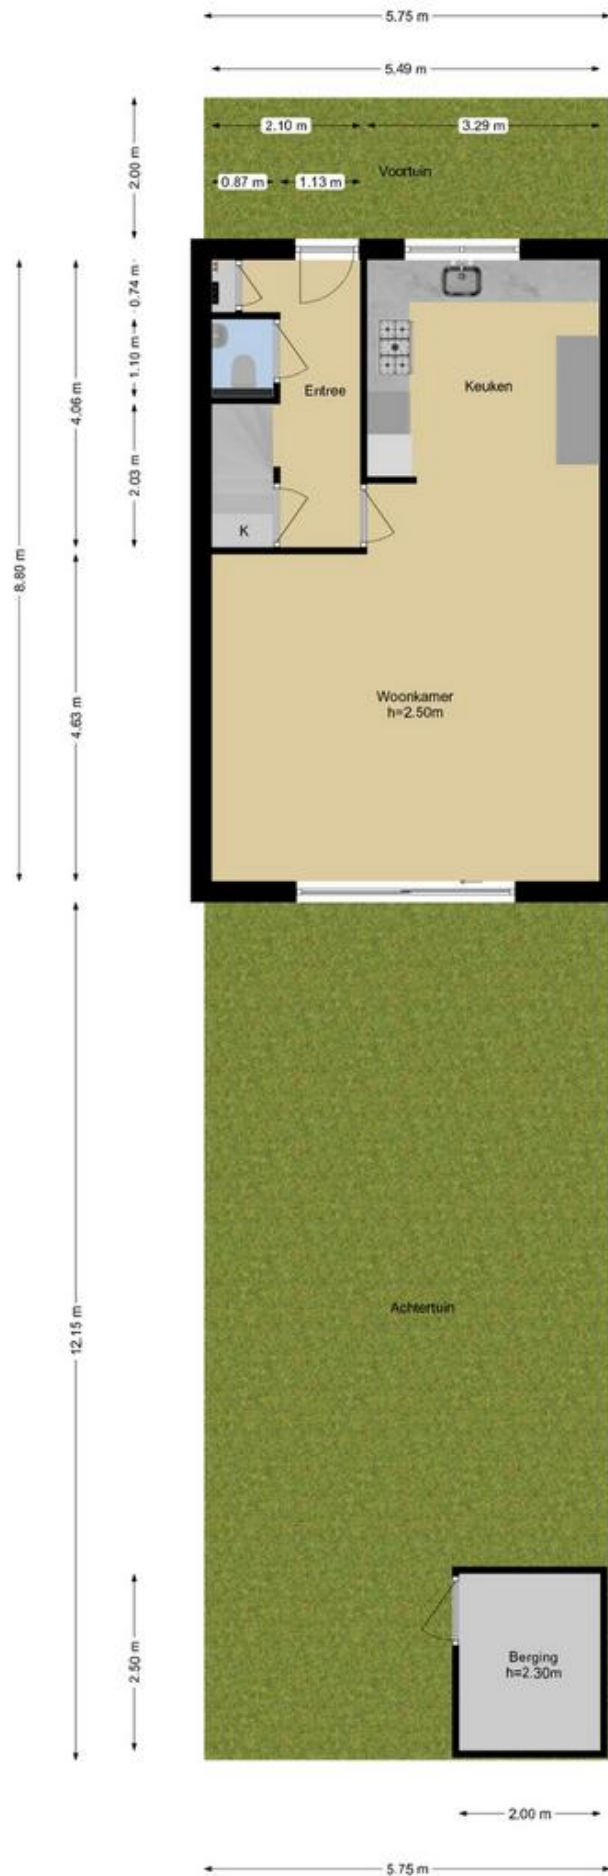 5.75 m
5.49 m
2.10 m
3.29 m
2.00 m
Voortuin
0.87 m
1.13 m
0.74 m
1.10 m
4.06 m
Entree
Keuken
2.03 m
K
8.80 m
Woonkamer
h=2.50m
4.63 m
Achtertuin
12.15 m
2.50 m
Berging
h=2.30m
2.00 m
5.75 m